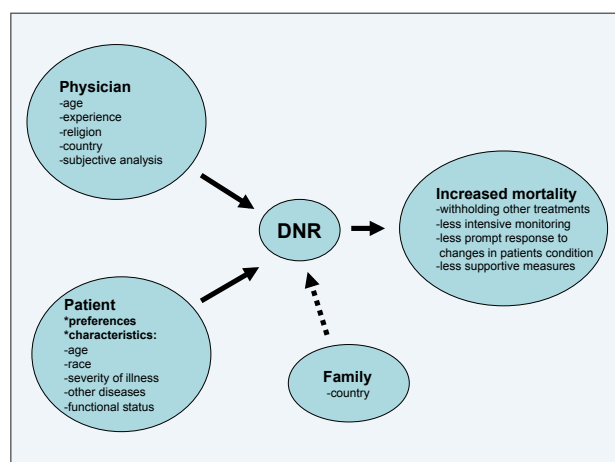 Physician
-age
-experience
-religion
-country
-subjective analysis
DNR
Increased mortality
-withholding other treatments
-less intensive monitoring
-less prompt response to
changes in patients condition
-less supportive measures
Patient
*preferences
*characteristics:
-age
-race
-severity of illness
-other diseases
-functional status
Family
-country